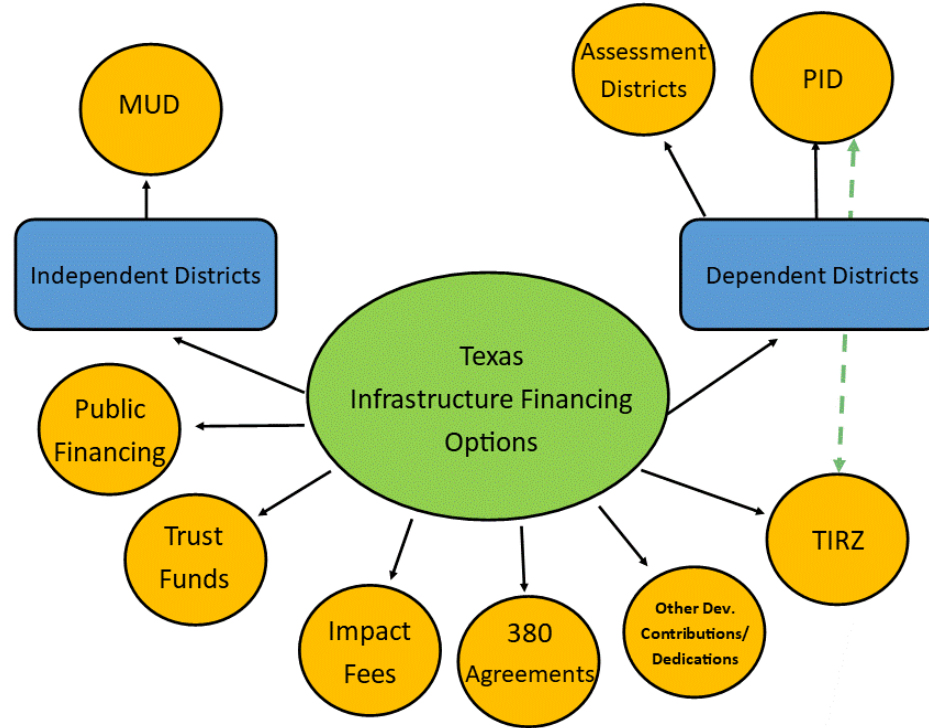 MUD
Assessment
Districts
PID
Independent Districts
Dependent Districts
Texas
Infrastructure Financing
Options
Public
Financing
Trust
Funds
Impact
Fees
380
Agreements
Other Dev.
Contributions/
Dedications
TIRZ